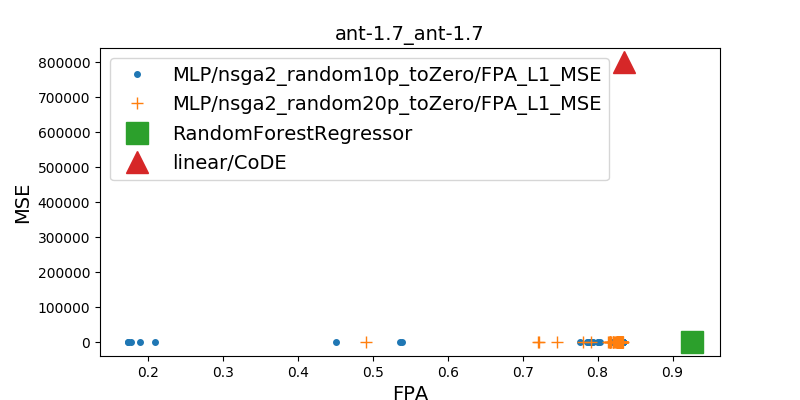 ant-1.7_ant-1.7
MLP/nsga2_random10p_toZero/FPA_L1_MSE
MLP/nsga2_random20p_toZero/FPA_L1_MSE
RandomForestRegressor
linear/CoDE
MSE
800000
700000
600000
500000
400000
300000
200000
100000
0
0.2 0.3 0.4 0.5 0.6 0.7 0.8 0.9
FPA